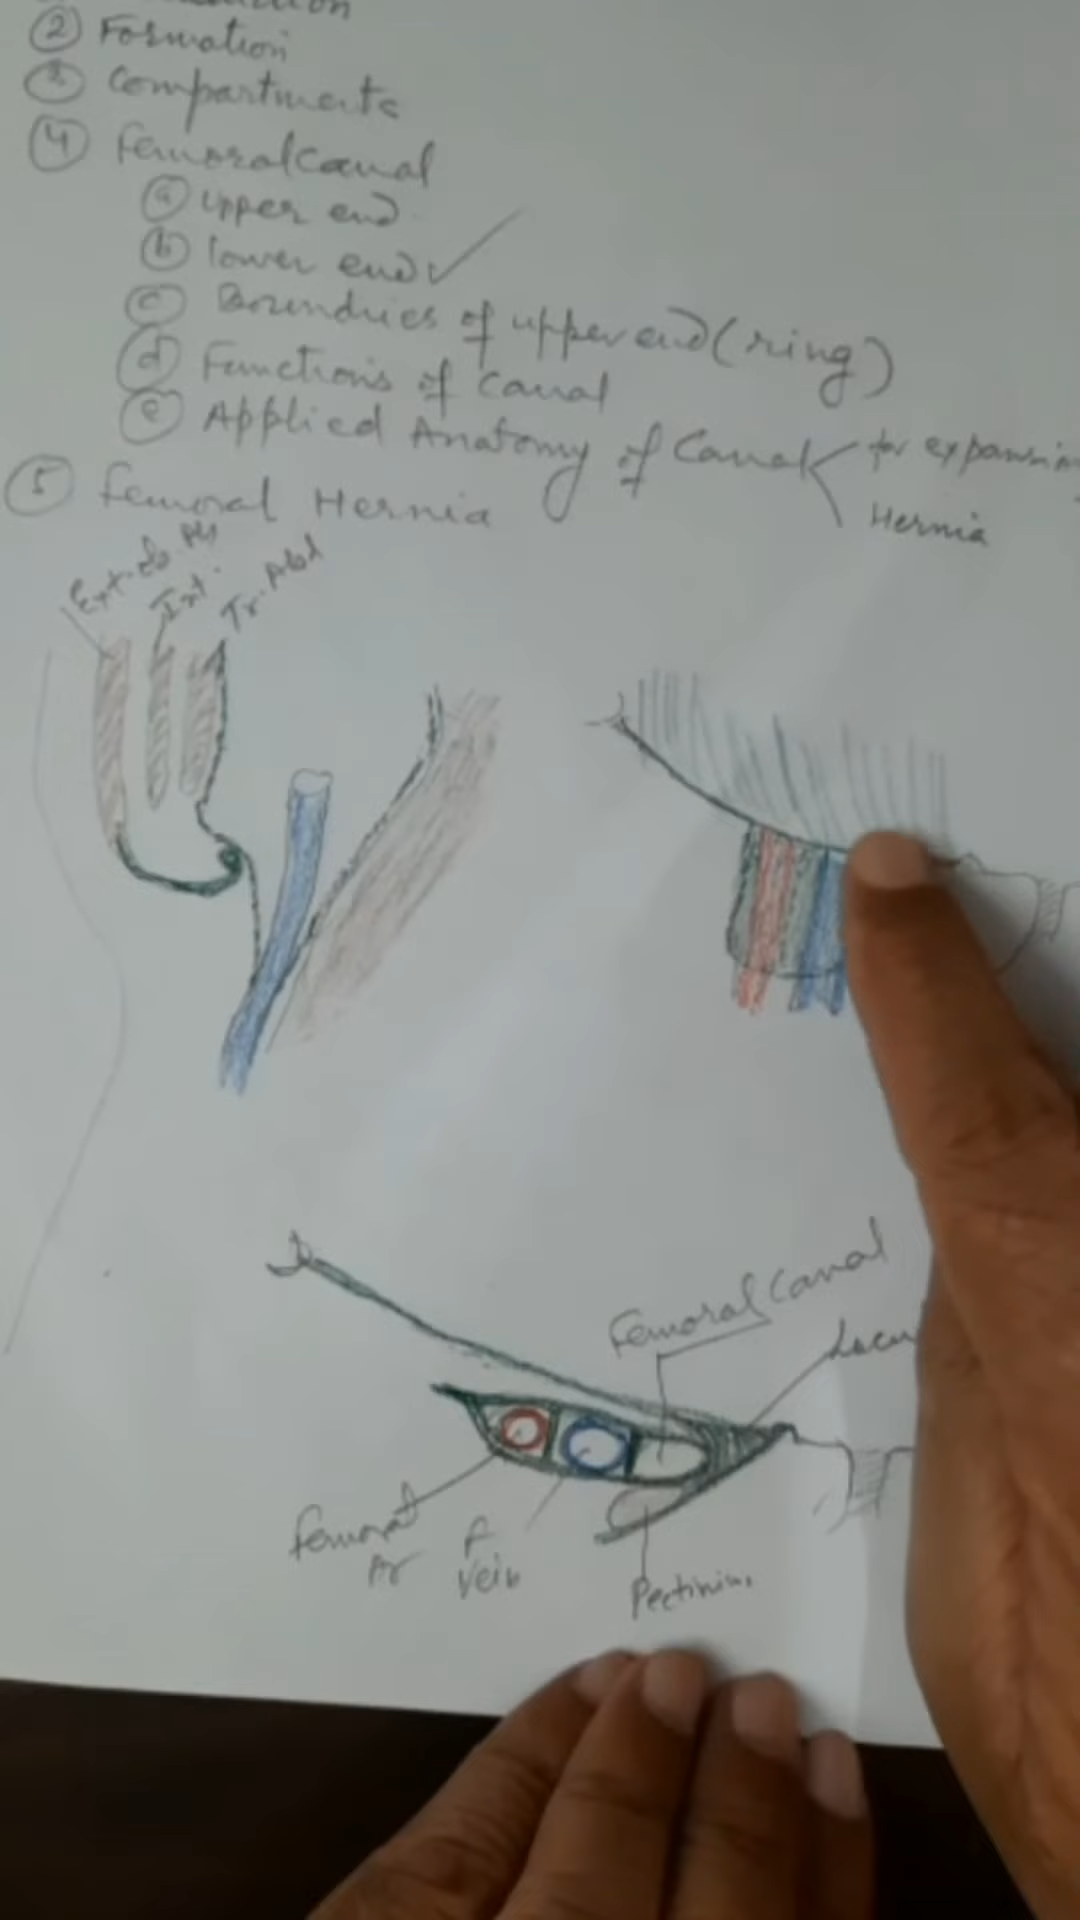 ② Formation
③ Compartments
④ Femoral Canal
ⓐ Upper end
ⓑ lower end ✓
ⓒ Boundries of upper end (ring)
ⓓ Functions of Canal
ⓔ Applied Anatomy of Canal for expansion
Hernia
⑤ Femoral Hernia
Ext. ob.
Int.
Tr. Abd
Femoral Canal
Lacu
Femoral
Ar
F
Vein